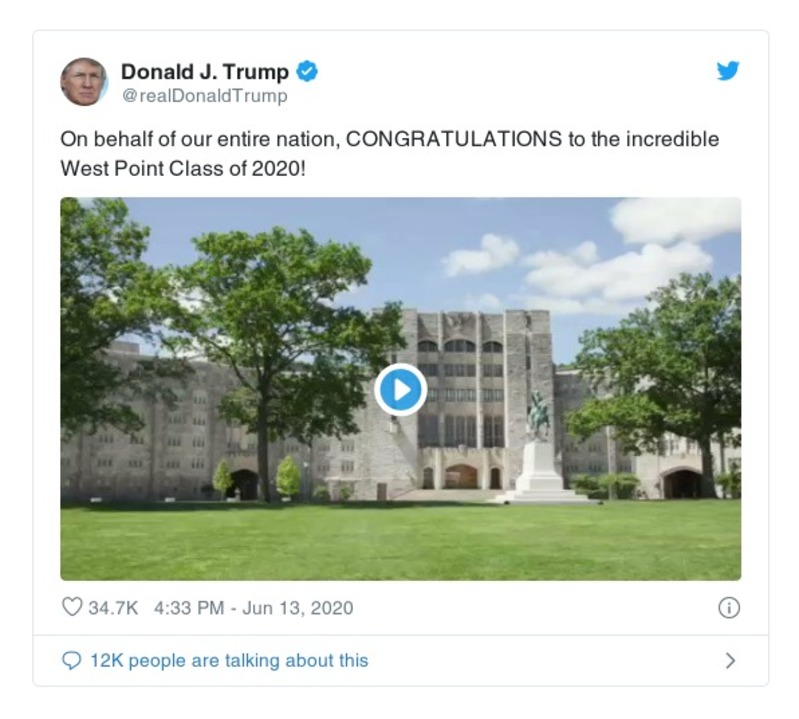 Donald J. Trump
@realDonaldTrump
On behalf of our entire nation, CONGRATULATIONS to the incredible
West Point Class of 2020!
34.7K 4:33 PM - Jun 13, 2020
12K people are talking about this